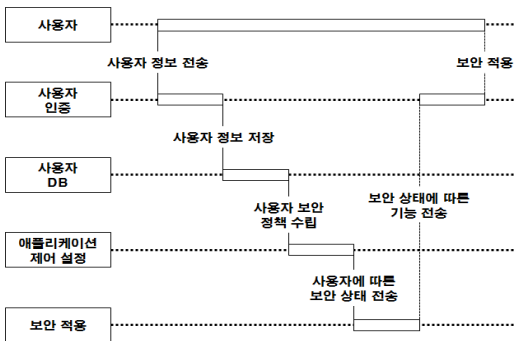 사용자
사용자 정보 전송
보안 적용
사용자
인증
사용자 정보 저장
사용자
DB
사용자 보안
정책 수립
보안 상태에 따른
기능 전송
애플리케이션
제어 설정
사용자에 따른
보안 상태 전송
보안 적용